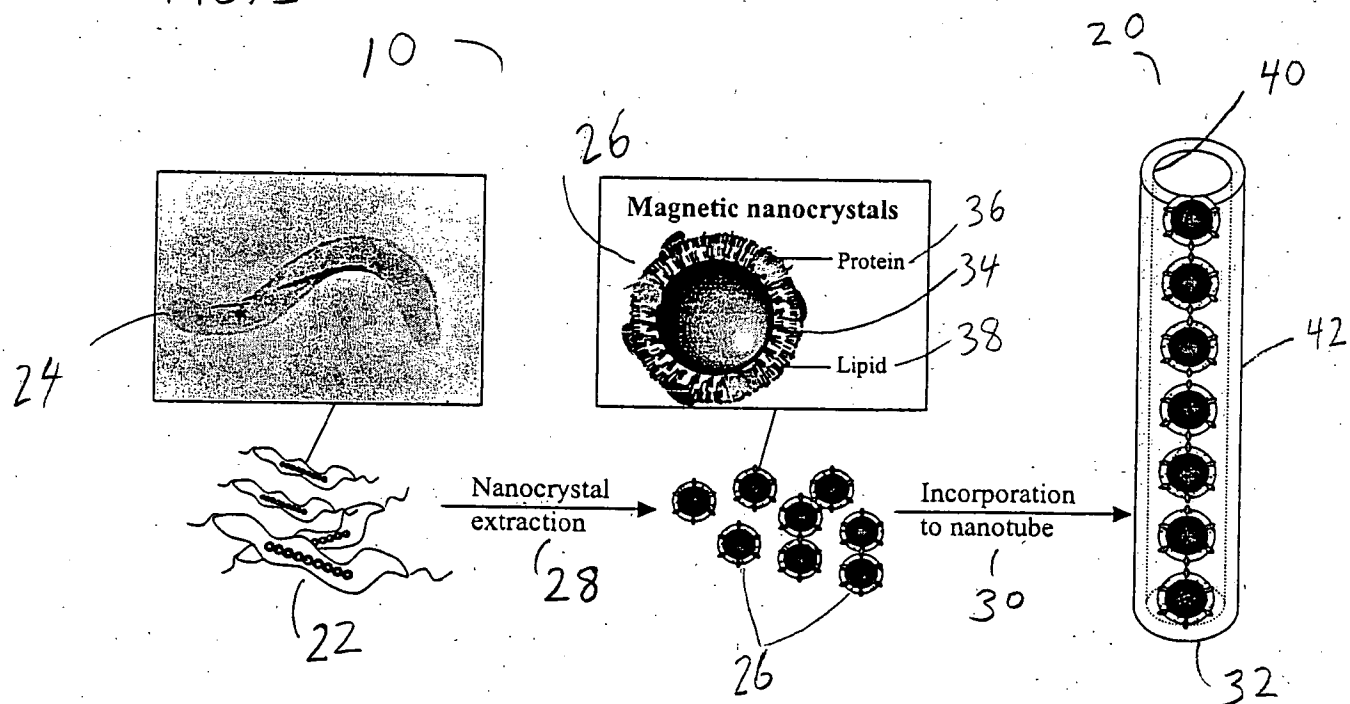 10
20
40
26
Magnetic nanocrystals
36
Protein
34
Lipid
38
42
24
Nanocrystal
extraction
28
Incorporation
to nanotube
30
22
26
32